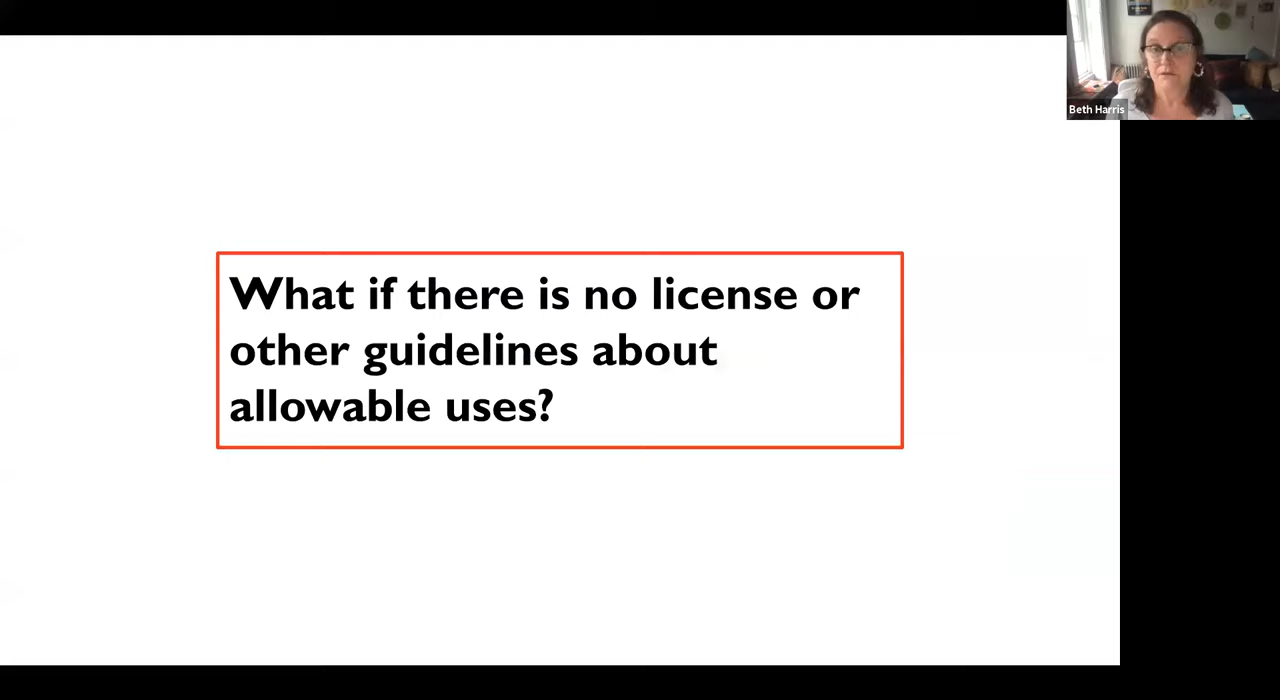 Beth Harris
What if there is no license or
other guidelines about
allowable uses?